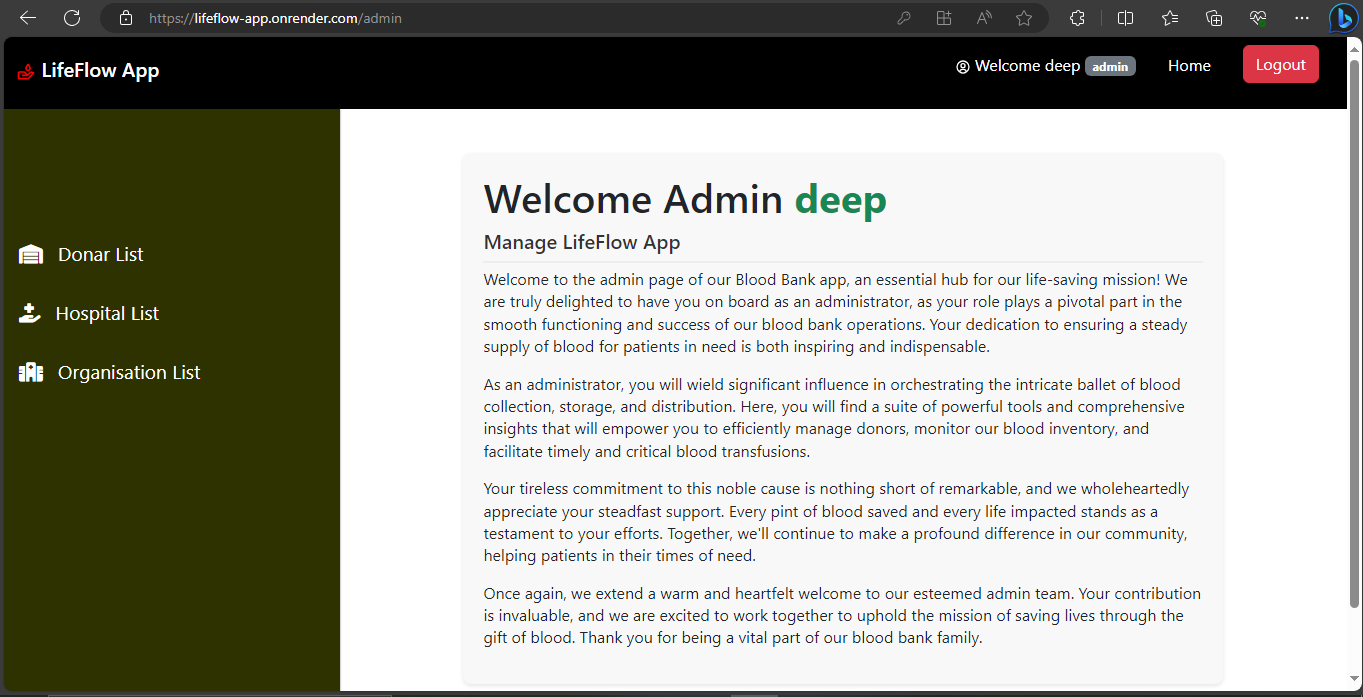 https://lifeflow-app.onrender.com/admin
LifeFlow App
Welcome deep admin
Home
Logout
Donar List
Hospital List
Organisation List
Welcome Admin deep
Manage LifeFlow App
Welcome to the admin page of our Blood Bank app, an essential hub for our life-saving mission! We
are truly delighted to have you on board as an administrator, as your role plays a pivotal part in the
smooth functioning and success of our blood bank operations. Your dedication to ensuring a steady
supply of blood for patients in need is both inspiring and indispensable.
As an administrator, you will wield significant influence in orchestrating the intricate ballet of blood
collection, storage, and distribution. Here, you will find a suite of powerful tools and comprehensive
insights that will empower you to efficiently manage donors, monitor our blood inventory, and
facilitate timely and critical blood transfusions.
Your tireless commitment to this noble cause is nothing short of remarkable, and we wholeheartedly
appreciate your steadfast support. Every pint of blood saved and every life impacted stands as a
testament to your efforts. Together, we'll continue to make a profound difference in our community,
helping patients in their times of need.
Once again, we extend a warm and heartfelt welcome to our esteemed admin team. Your contribution
is invaluable, and we are excited to work together to uphold the mission of saving lives through the
gift of blood. Thank you for being a vital part of our blood bank family.